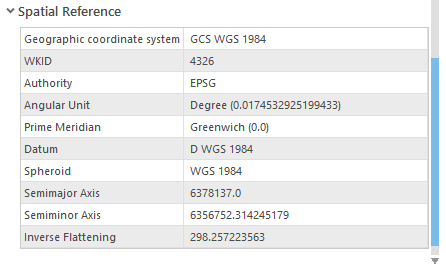 Spatial Reference
Geographic coordinate system GCS WGS 1984
WKID 4326
Authority EPSG
Angular Unit Degree (0.0174532925199433)
Prime Meridian Greenwich (0.0)
Datum D WGS 1984
Spheroid WGS 1984
Semimajor Axis 6378137.0
Semiminor Axis 6356752.314245179
Inverse Flattening 298.257223563